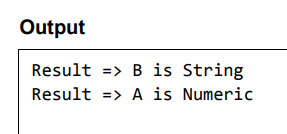 Output
Result => B is String
Result => A is Numeric